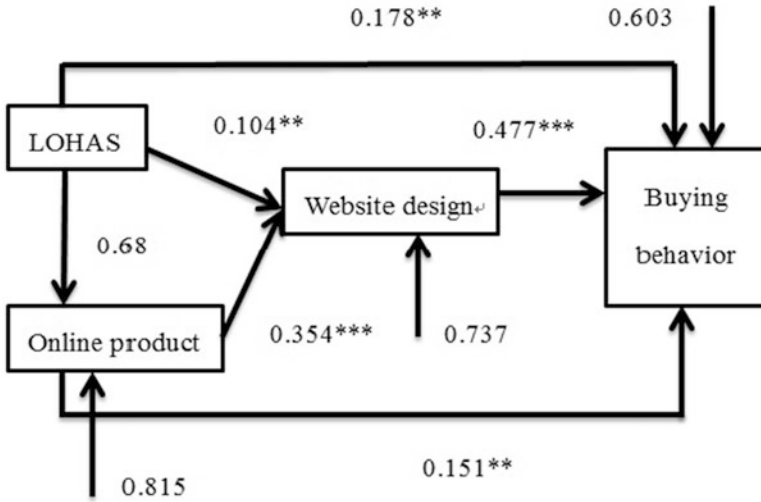 0.178**
0.603
LOHAS
0.104**
0.477***
Website design
Buying
behavior
0.68
Online product
0.354***
0.737
0.151**
0.815